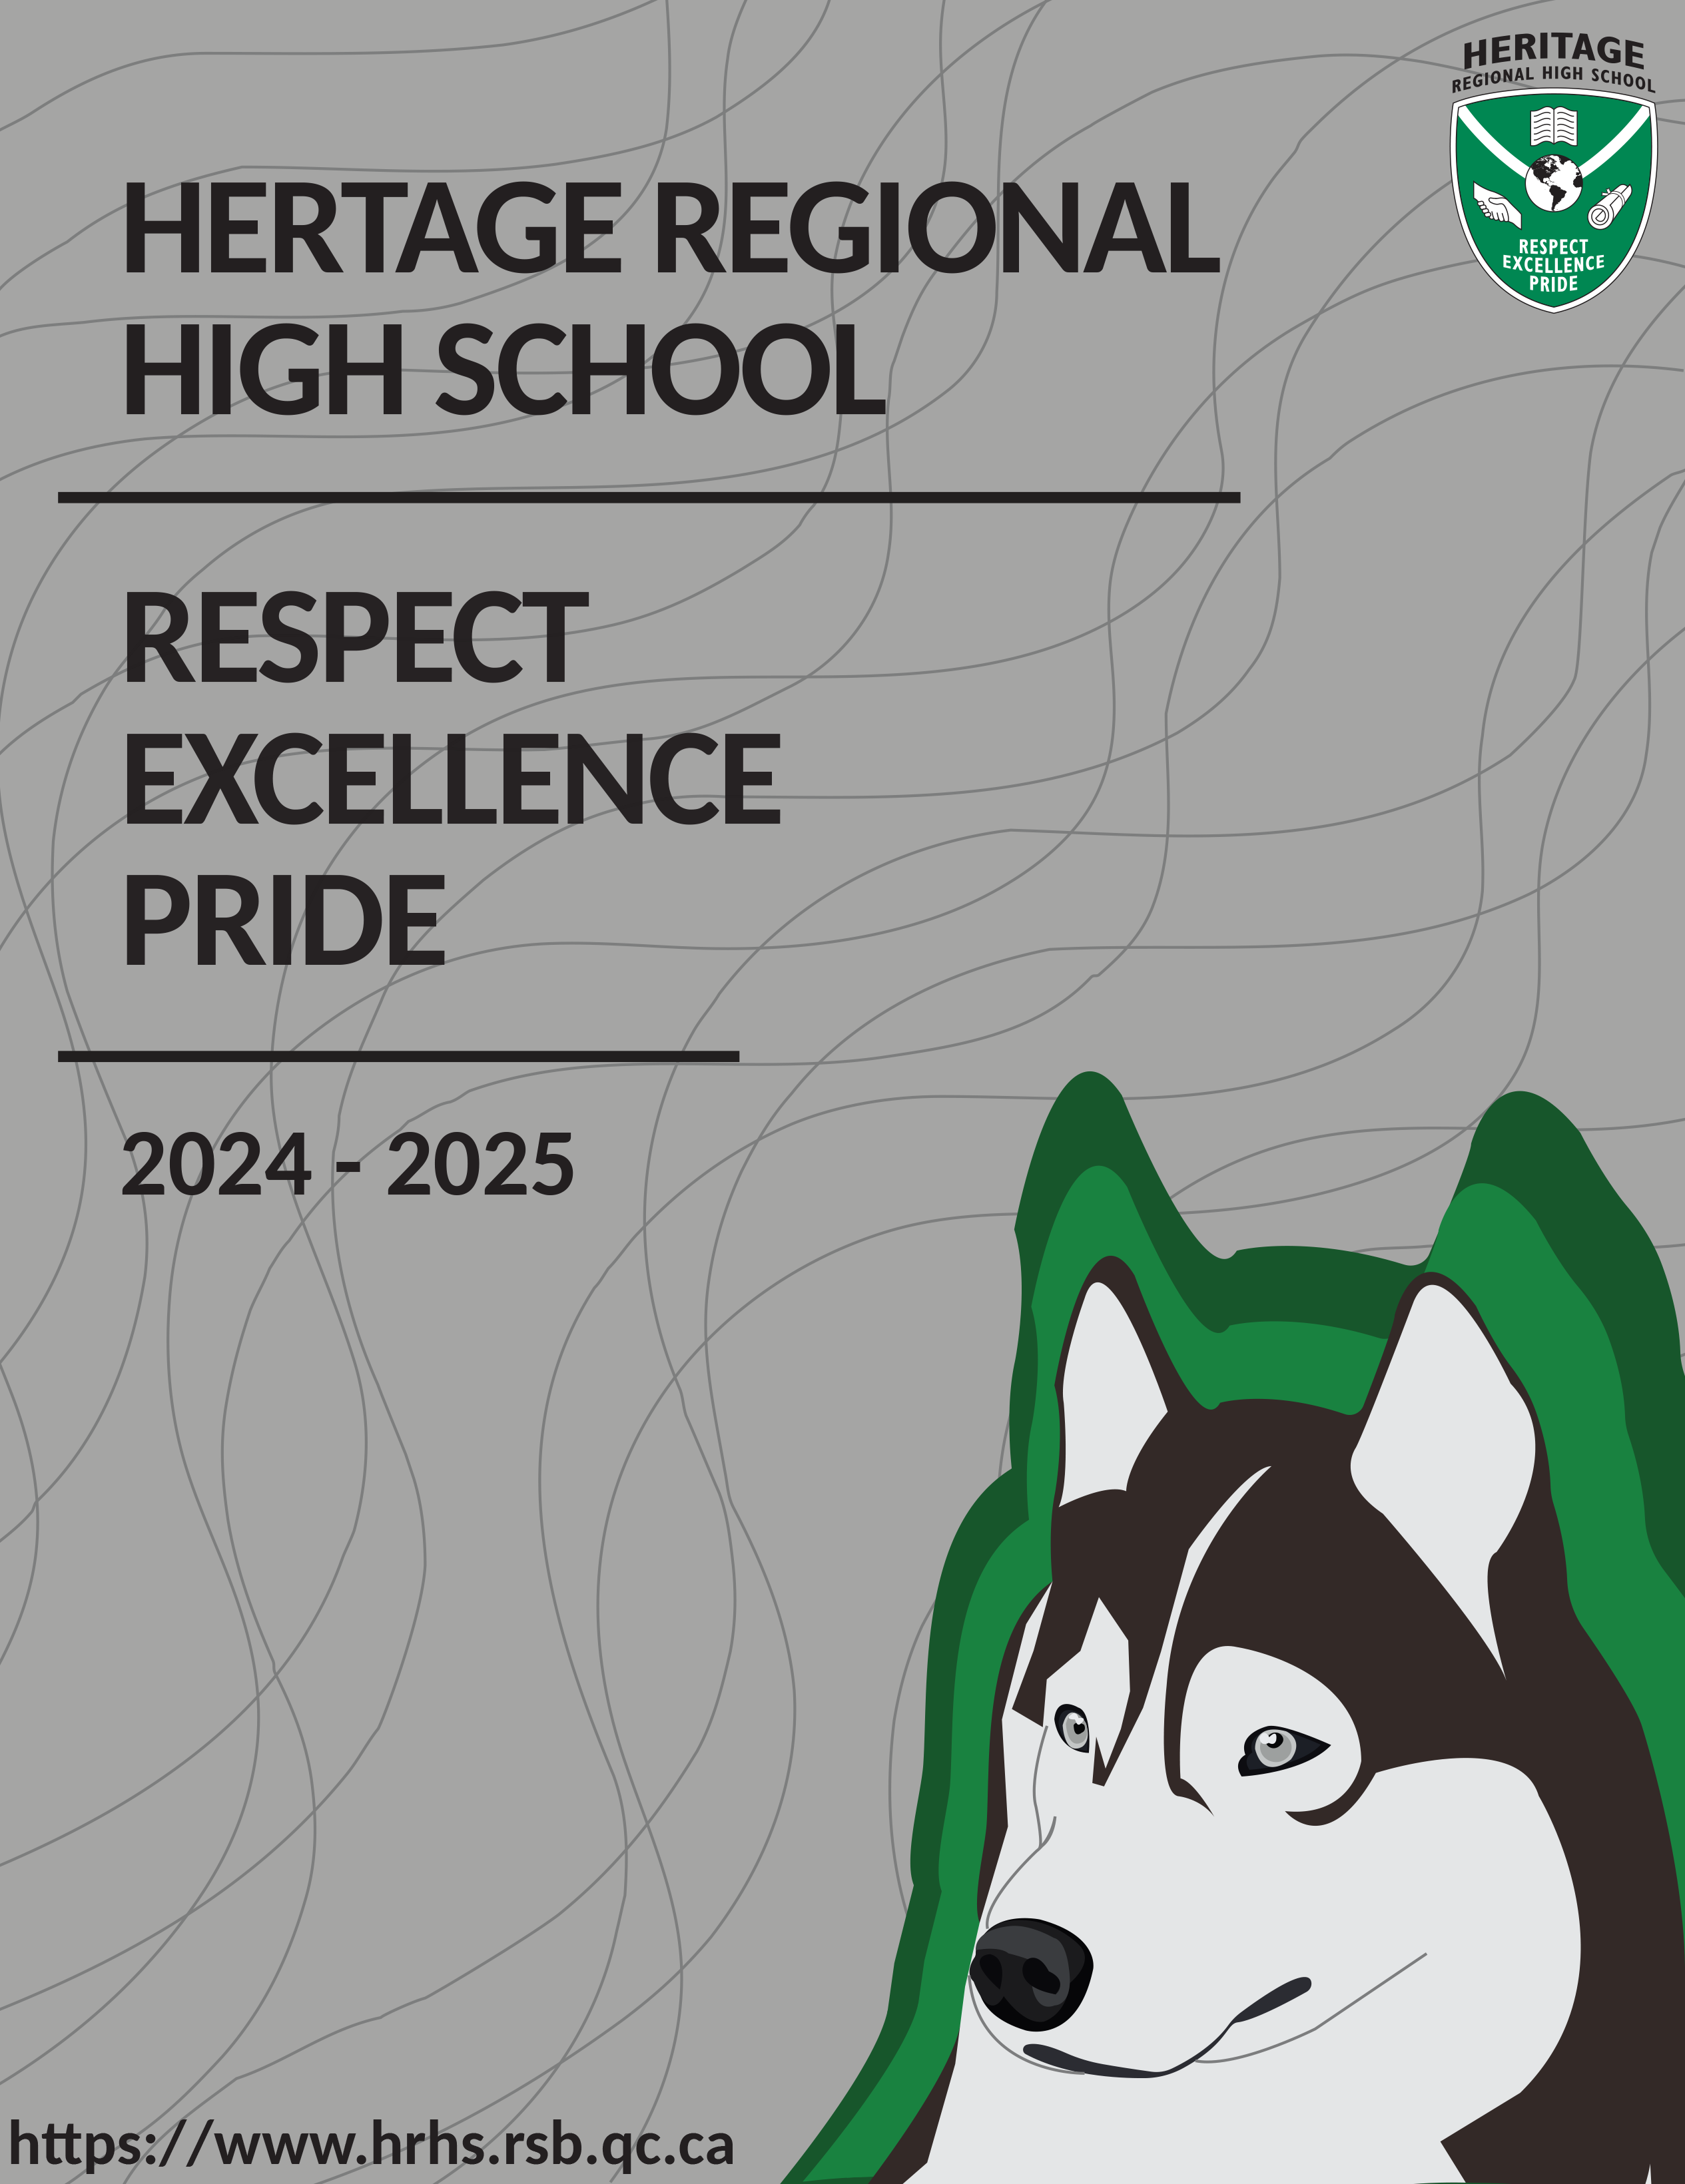 HERITAGE
REGIONAL HIGH SCHOOL
RESPECT
EXCELLENCE
PRIDE
HERTAGE REGIONAL
HIGH SCHOOL
RESPECT
EXCELLENCE
PRIDE
2024 - 2025
https://www.hrhs.rsb.qc.ca